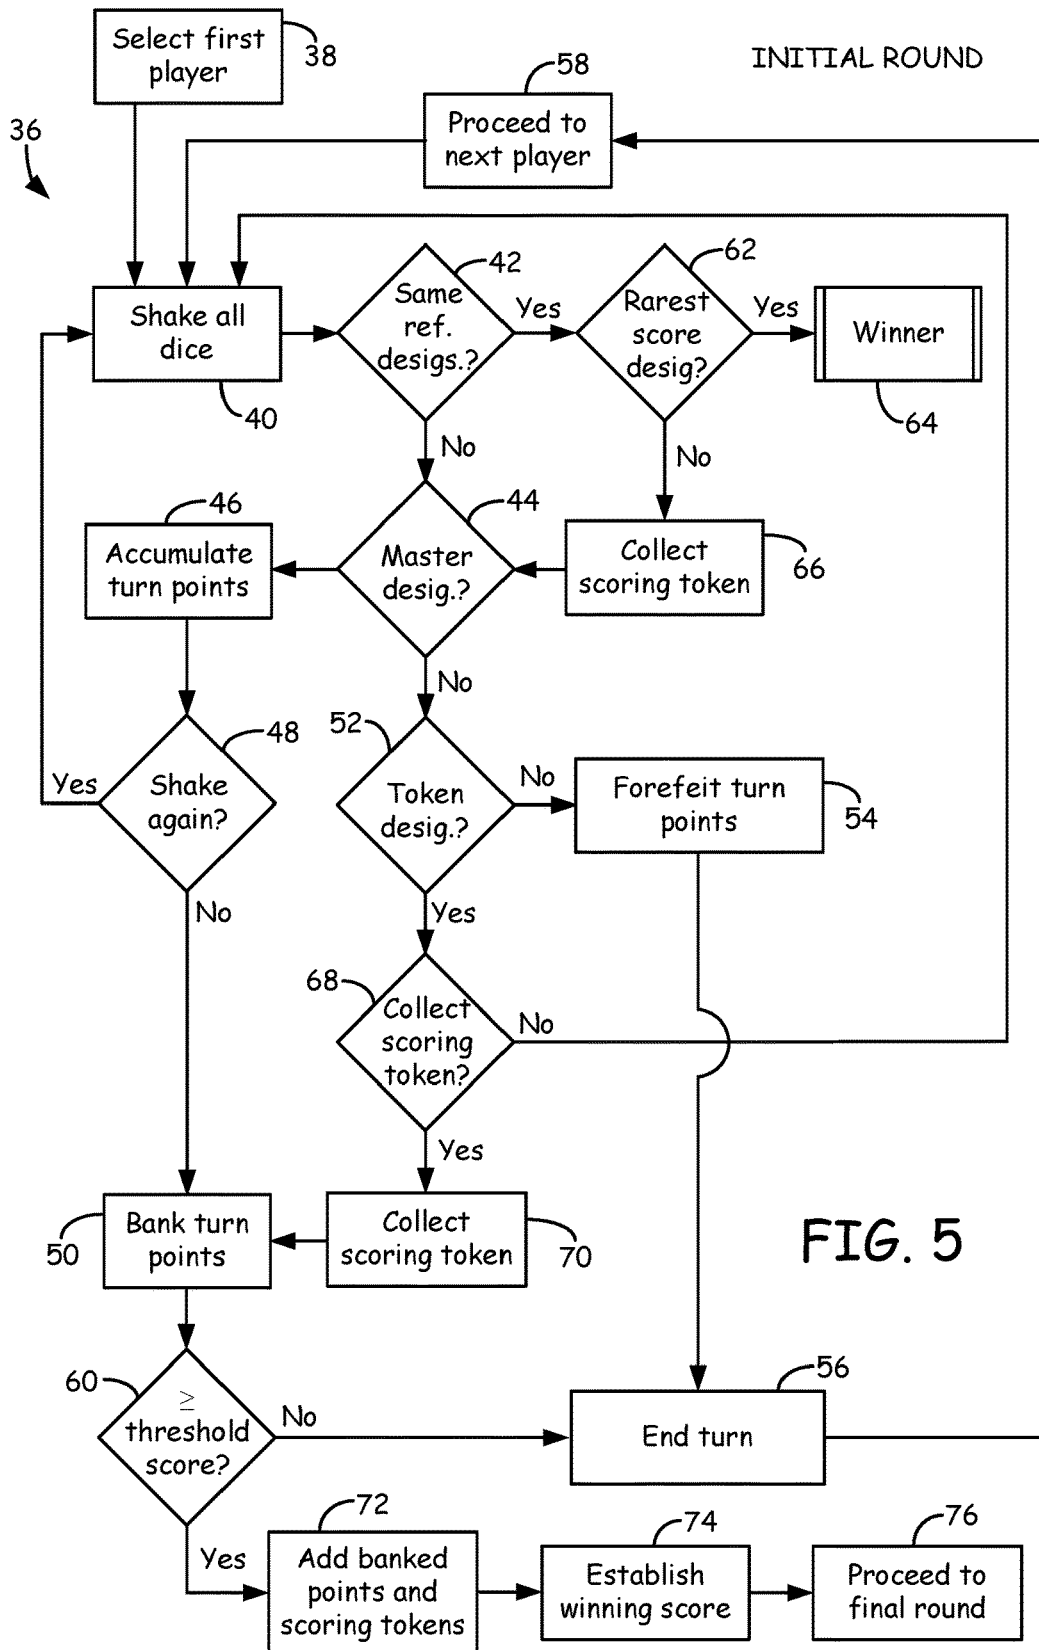 Select first
player
38
INITIAL ROUND
58
Proceed to
next player
36
42
62
Same
ref.
desigs.?
Yes
Rarest
score
desig?
Yes
Winner
Shake all
dice
40
64
No
No
46
44
Accumulate
turn points
Master
desig.?
Collect
scoring token
66
No
52
48
Yes
Shake
again?
Token
desig.?
No
Forefeit turn
points
54
No
Yes
68
Collect
scoring
token?
No
Yes
Bank turn
points
50
Collect
scoring token
70
FIG. 5
60
≥
threshold
score?
No
56
End turn
Yes
72
Add banked
points and
scoring tokens
74
Establish
winning score
76
Proceed to
final round